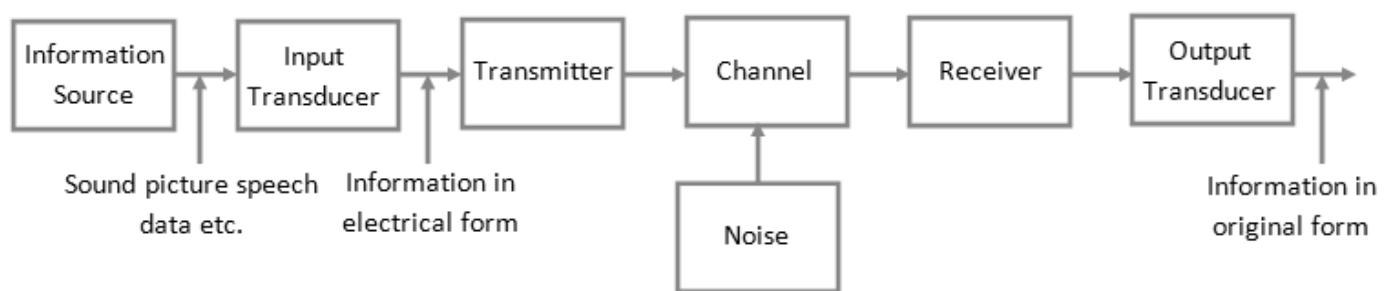 Information
Source
Input
Transducer
Transmitter
Channel
Receiver
Output
Transducer
Sound picture speech
data etc.
Information in
electrical form
Noise
Information in
original form